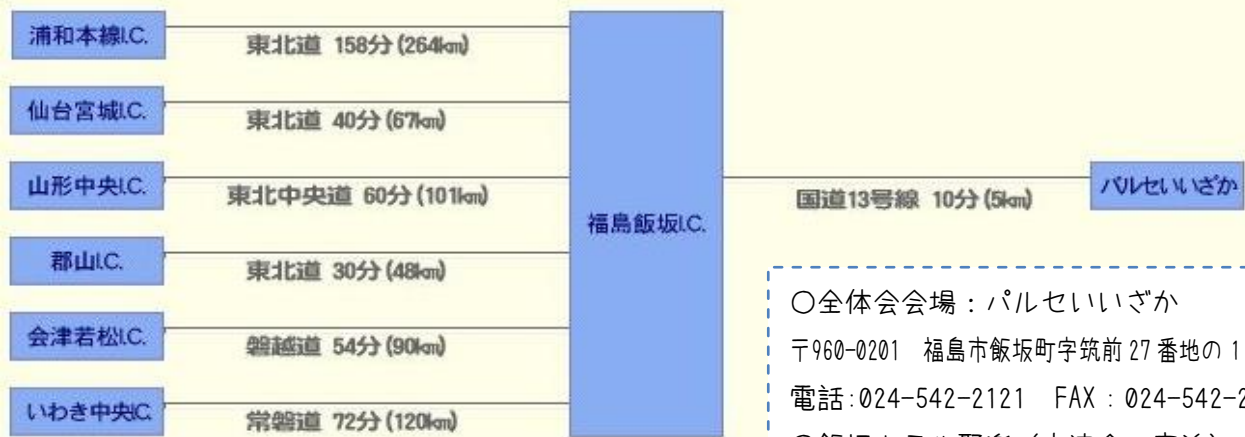 浦和本線I.C.
東北道 158分(264km)
仙台宮城I.C.
東北道 40分(67km)
山形中央I.C.
東北中央道 60分(101km)
郡山I.C.
東北道 30分(48km)
会津若松I.C.
磐越道 54分(90km)
いわき中央IC
常磐道 72分(120km)
福島飯坂I.C.
国道13号線 10分(5km)
パルセいいざか
○全体会会場：パルセいいざか
〒960-0201 福島市飯坂町字筑前27番地の1
電話:024-542-2121 FAX：024-542-2